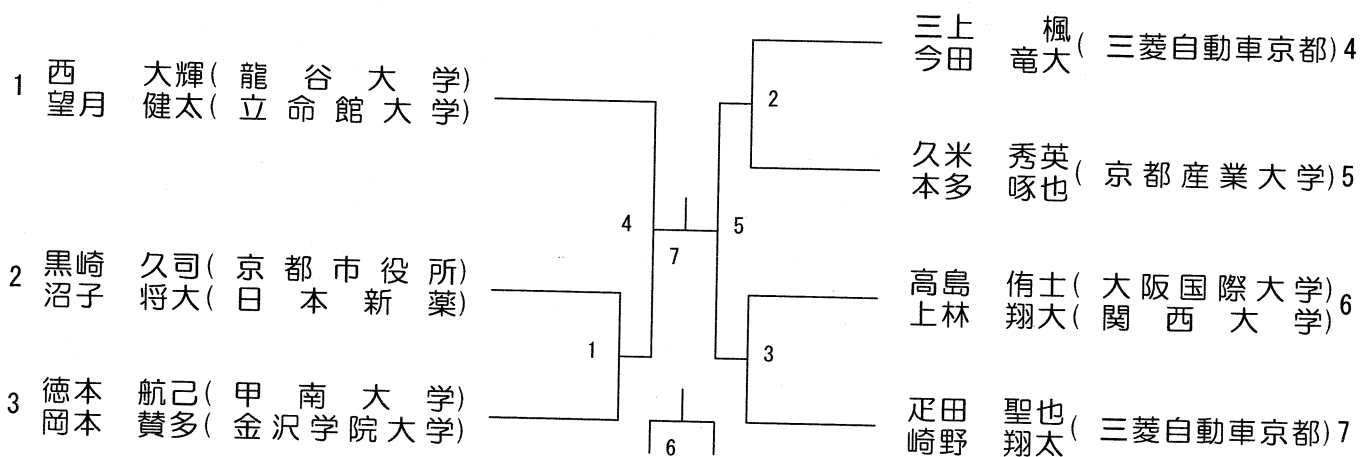 1 西 大輝(龍谷大学)
望月 健太(立命館大学)
2 黒崎 久司(京都市役所)
沼子 将大(日本新薬)
3 徳本 航己(甲南大学)
岡本 賛多(金沢学院大学)
4
1
7
6
2
5
3
三上 楓
今田 竜大(三菱自動車京都)4
久米 秀英
本多 啄也(京都産業大学)5
高島 侑士(大阪国際大学)
上林 翔大(関西大学)6
疋田 聖也
崎野 翔太(三菱自動車京都)7